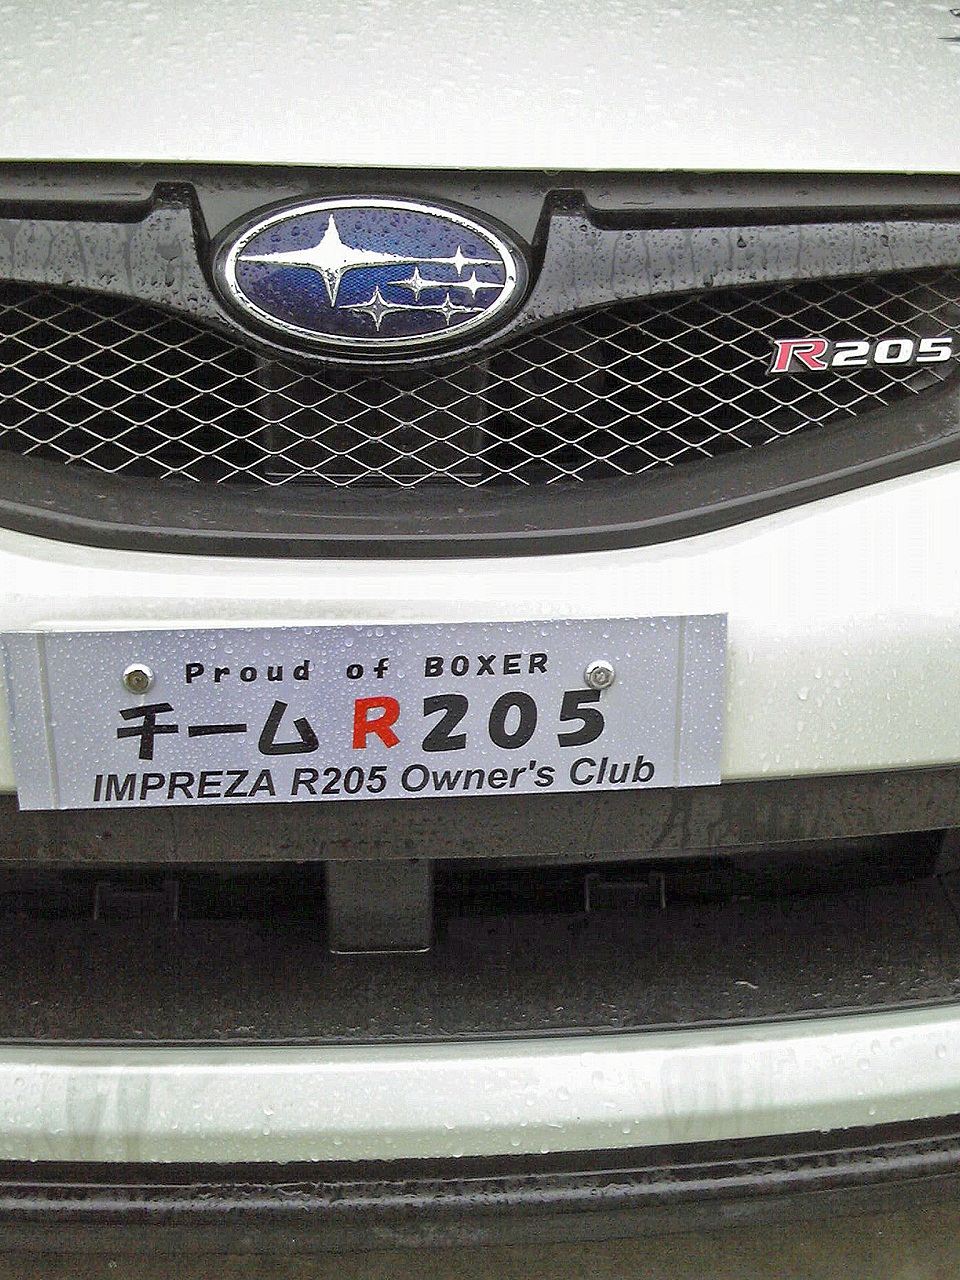 R205
Proud of BOXER
チーム R205
IMPREZA R205 Owner's Club